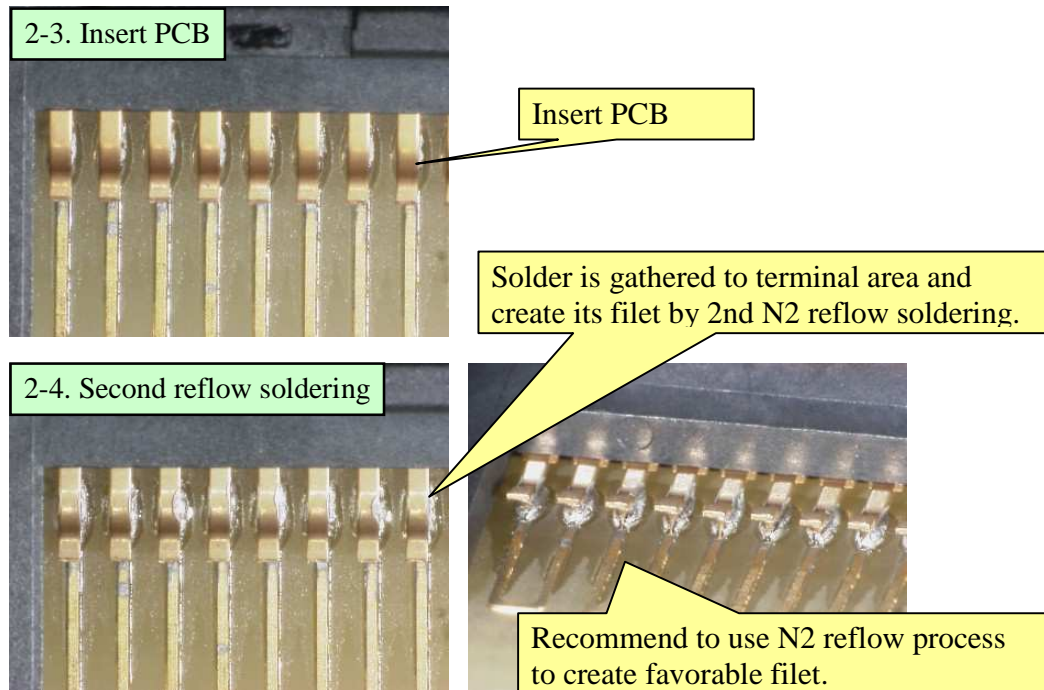 2-3. Insert PCB
Insert PCB
Solder is gathered to terminal area and
create its filet by 2nd N2 reflow soldering.
2-4. Second reflow soldering
Recommend to use N2 reflow process
to create favorable filet.